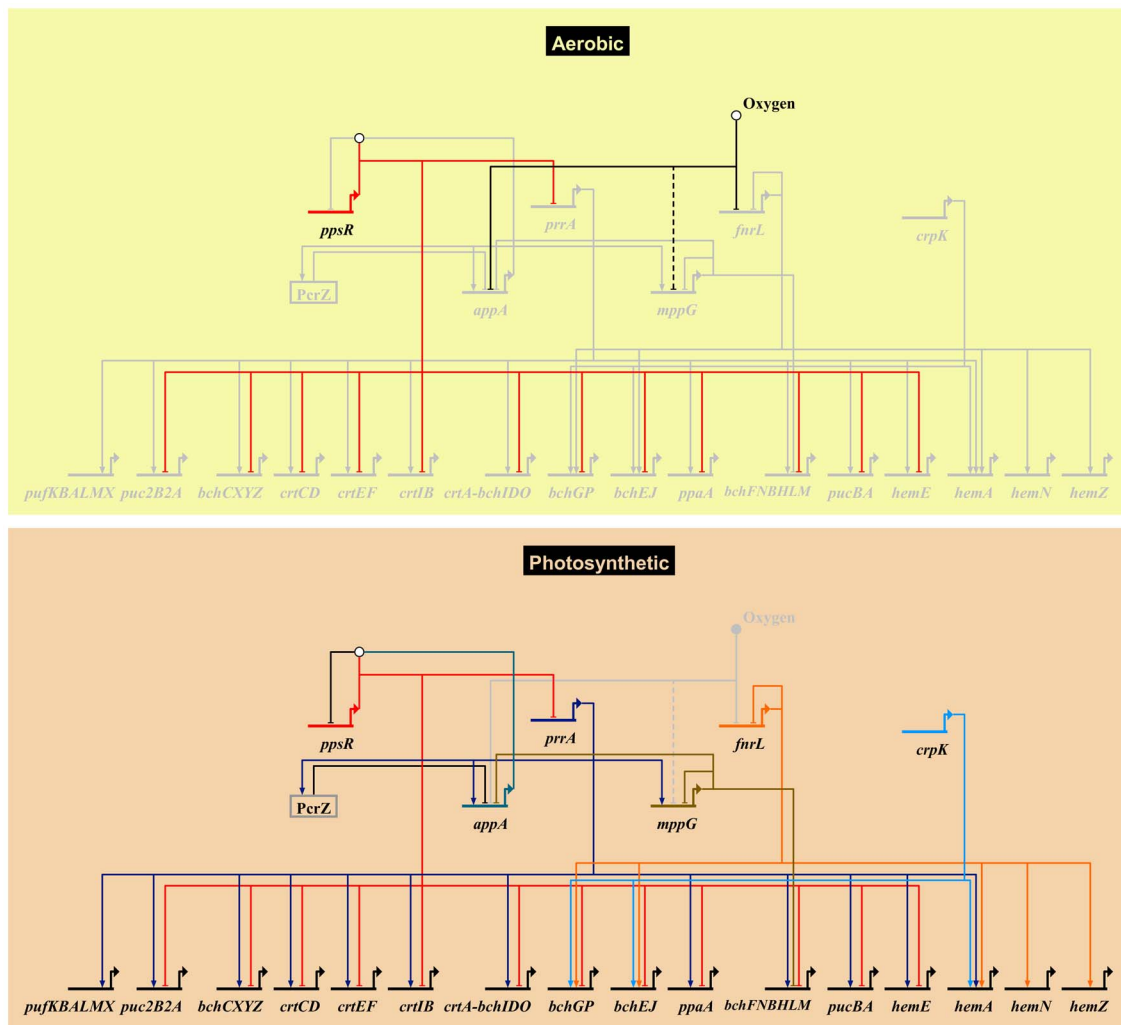 Aerobic
Oxygen
ppsR
prrA
fnrL
crpK
PcrZ
appA
mppG
pufKBALMX puc2B2A bchCXYZ crtCD crtEF crtIB crtA-bchIDO bchGP bchEJ ppaA bchFNBHLM pucBA hemE hemA hemN hemZ
Photosynthetic
Oxygen
ppsR
prrA
fnrL
crpK
PcrZ
appA
mppG
pufKBALMX puc2B2A bchCXYZ crtCD crtEF crtIB crtA-bchIDO bchGP bchEJ ppaA bchFNBHLM pucBA hemE hemA hemN hemZ